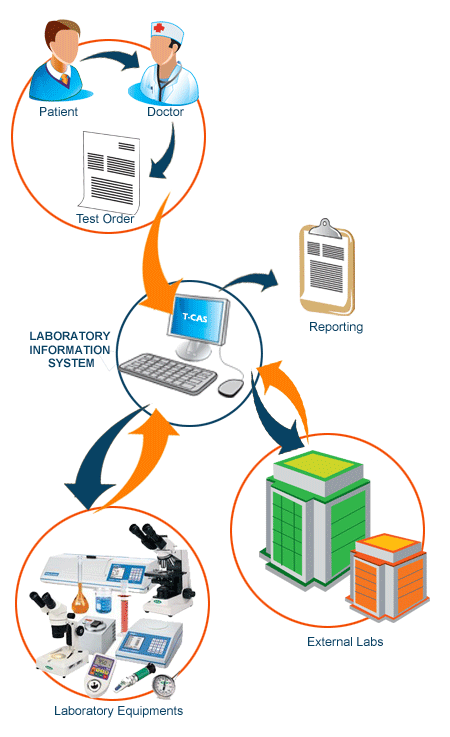 Patient
Doctor
Test Order
T-CAS
LABORATORY
INFORMATION
SYSTEM
Reporting
External Labs
Laboratory Equipments